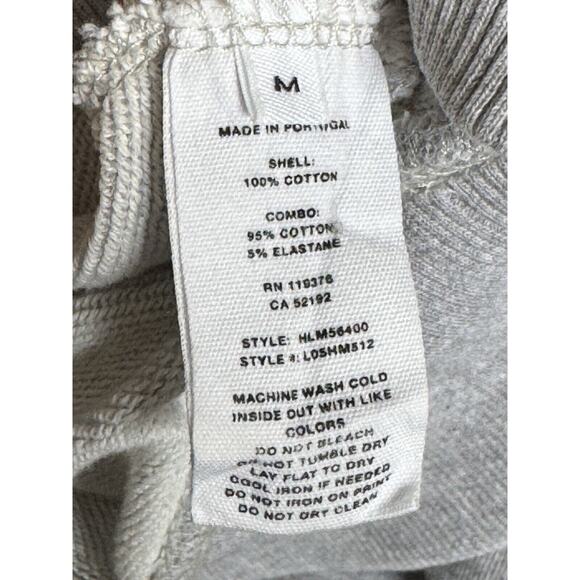 M
MADE IN PORTUGAL
SHELL:
100% COTTON
COMBO:
95% COTTON
5% ELASTANE
RN 119376
CA 52192
STYLE: HLM56400
STYLE #: L05HM512
MACHINE WASH COLD
INSIDE OUT WITH LIKE
COLORS
DO NOT BLEACH
DO NOT TUMBLE DRY
LAY FLAT TO DRY
COOL IRON IF NEEDED
DO NOT IRON ON PRINT
DO NOT DRY CLEAN